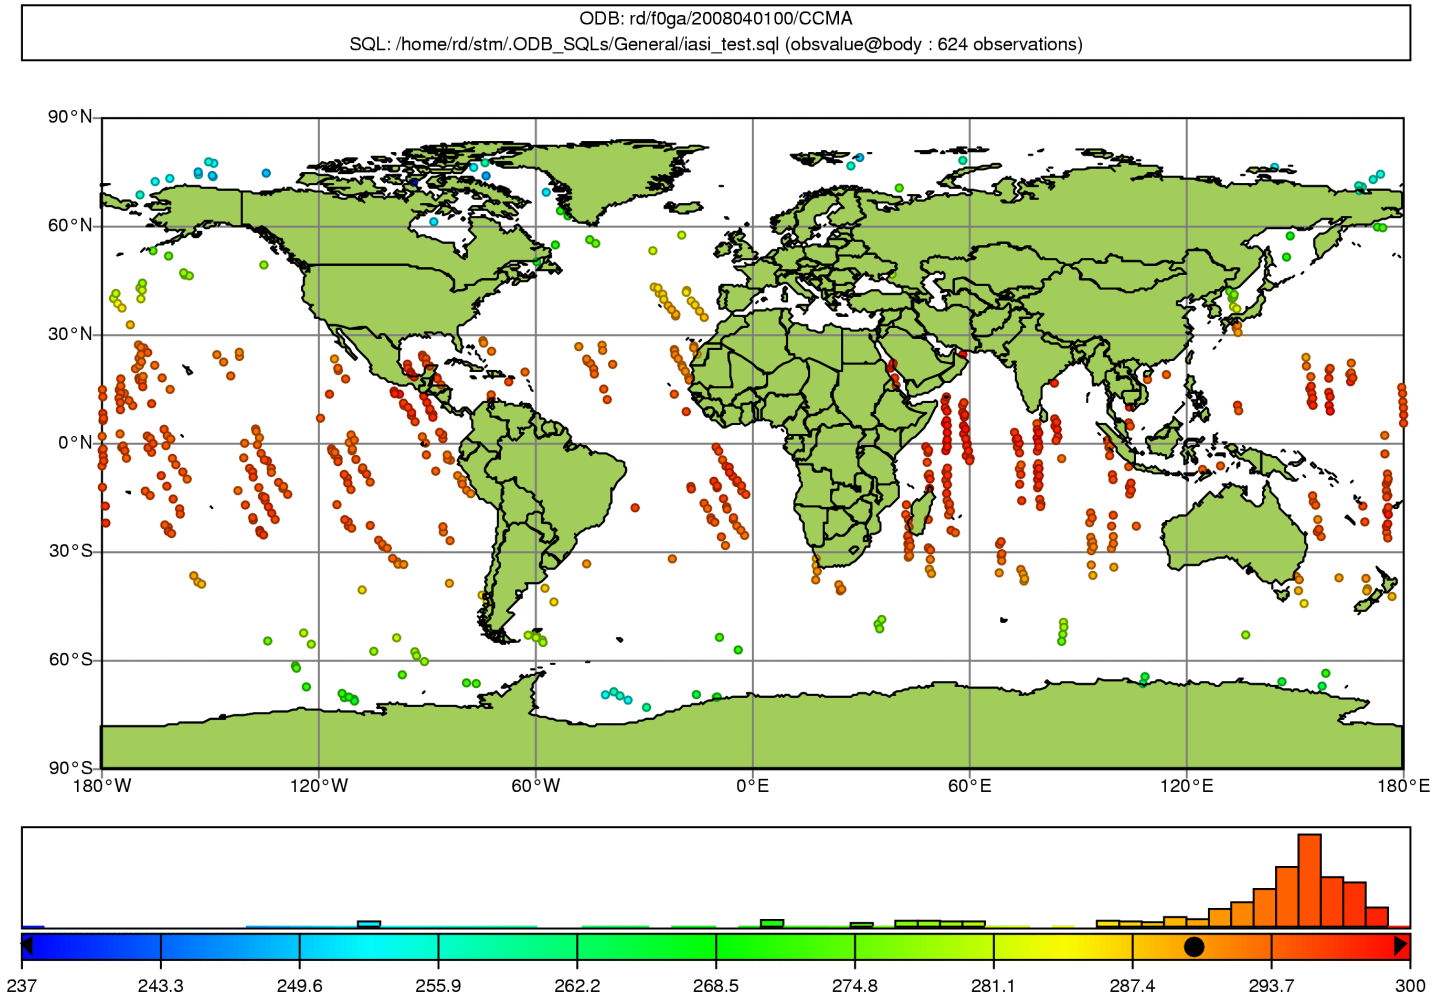 ODB: rd/f0ga/2008040100/CCMA
SQL: /home/rd/stm/.ODB_SQLs/General/iasi_test.sql (obsvalue@body : 624 observations)
90°N
60°N
30°N
0°N
30°S
60°S
90°S
180°W 120°W 60°W 0°E 60°E 120°E 180°E
237 243.3 249.6 255.9 262.2 268.5 274.8 281.1 287.4 293.7 300